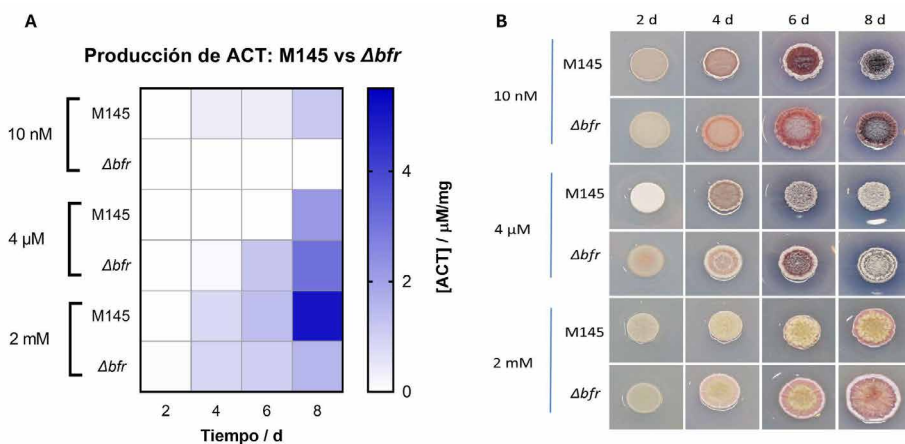 A
Producción de ACT: M145 vs Δbfr
10 nM
M145
Δbfr
4 µM
M145
Δbfr
2 mM
M145
Δbfr
2 4 6 8
Tiempo / d
4
2
0
[ACT] / µM/mg
B
2 d 4 d 6 d 8 d
10 nM
M145
Δbfr
4 µM
M145
Δbfr
2 mM
M145
Δbfr